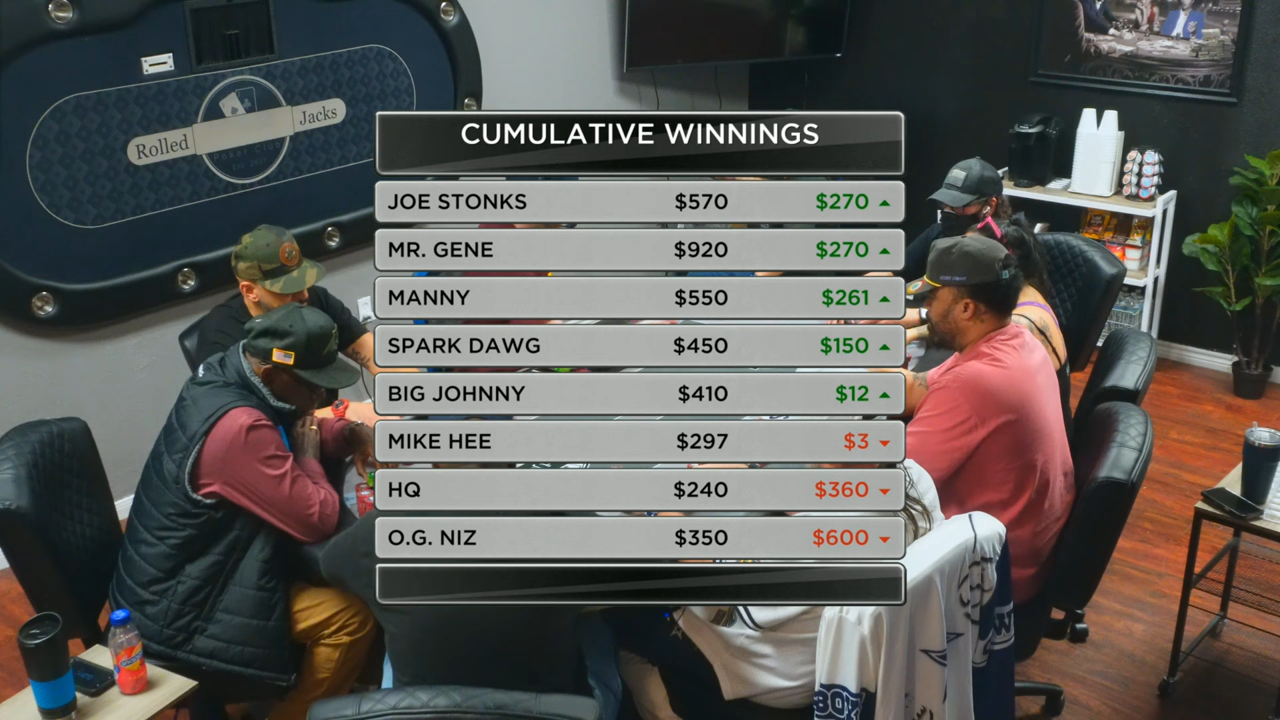 Rolled Jacks
CUMULATIVE WINNINGS
JOE STONKS $570 $270
MR. GENE $920 $270
MANNY $550 $261
SPARK DAWG $450 $150
BIG JOHNNY $410 $12
MIKE HEE $297 $3
HQ $240 $360
O.G. NIZ $350 $600